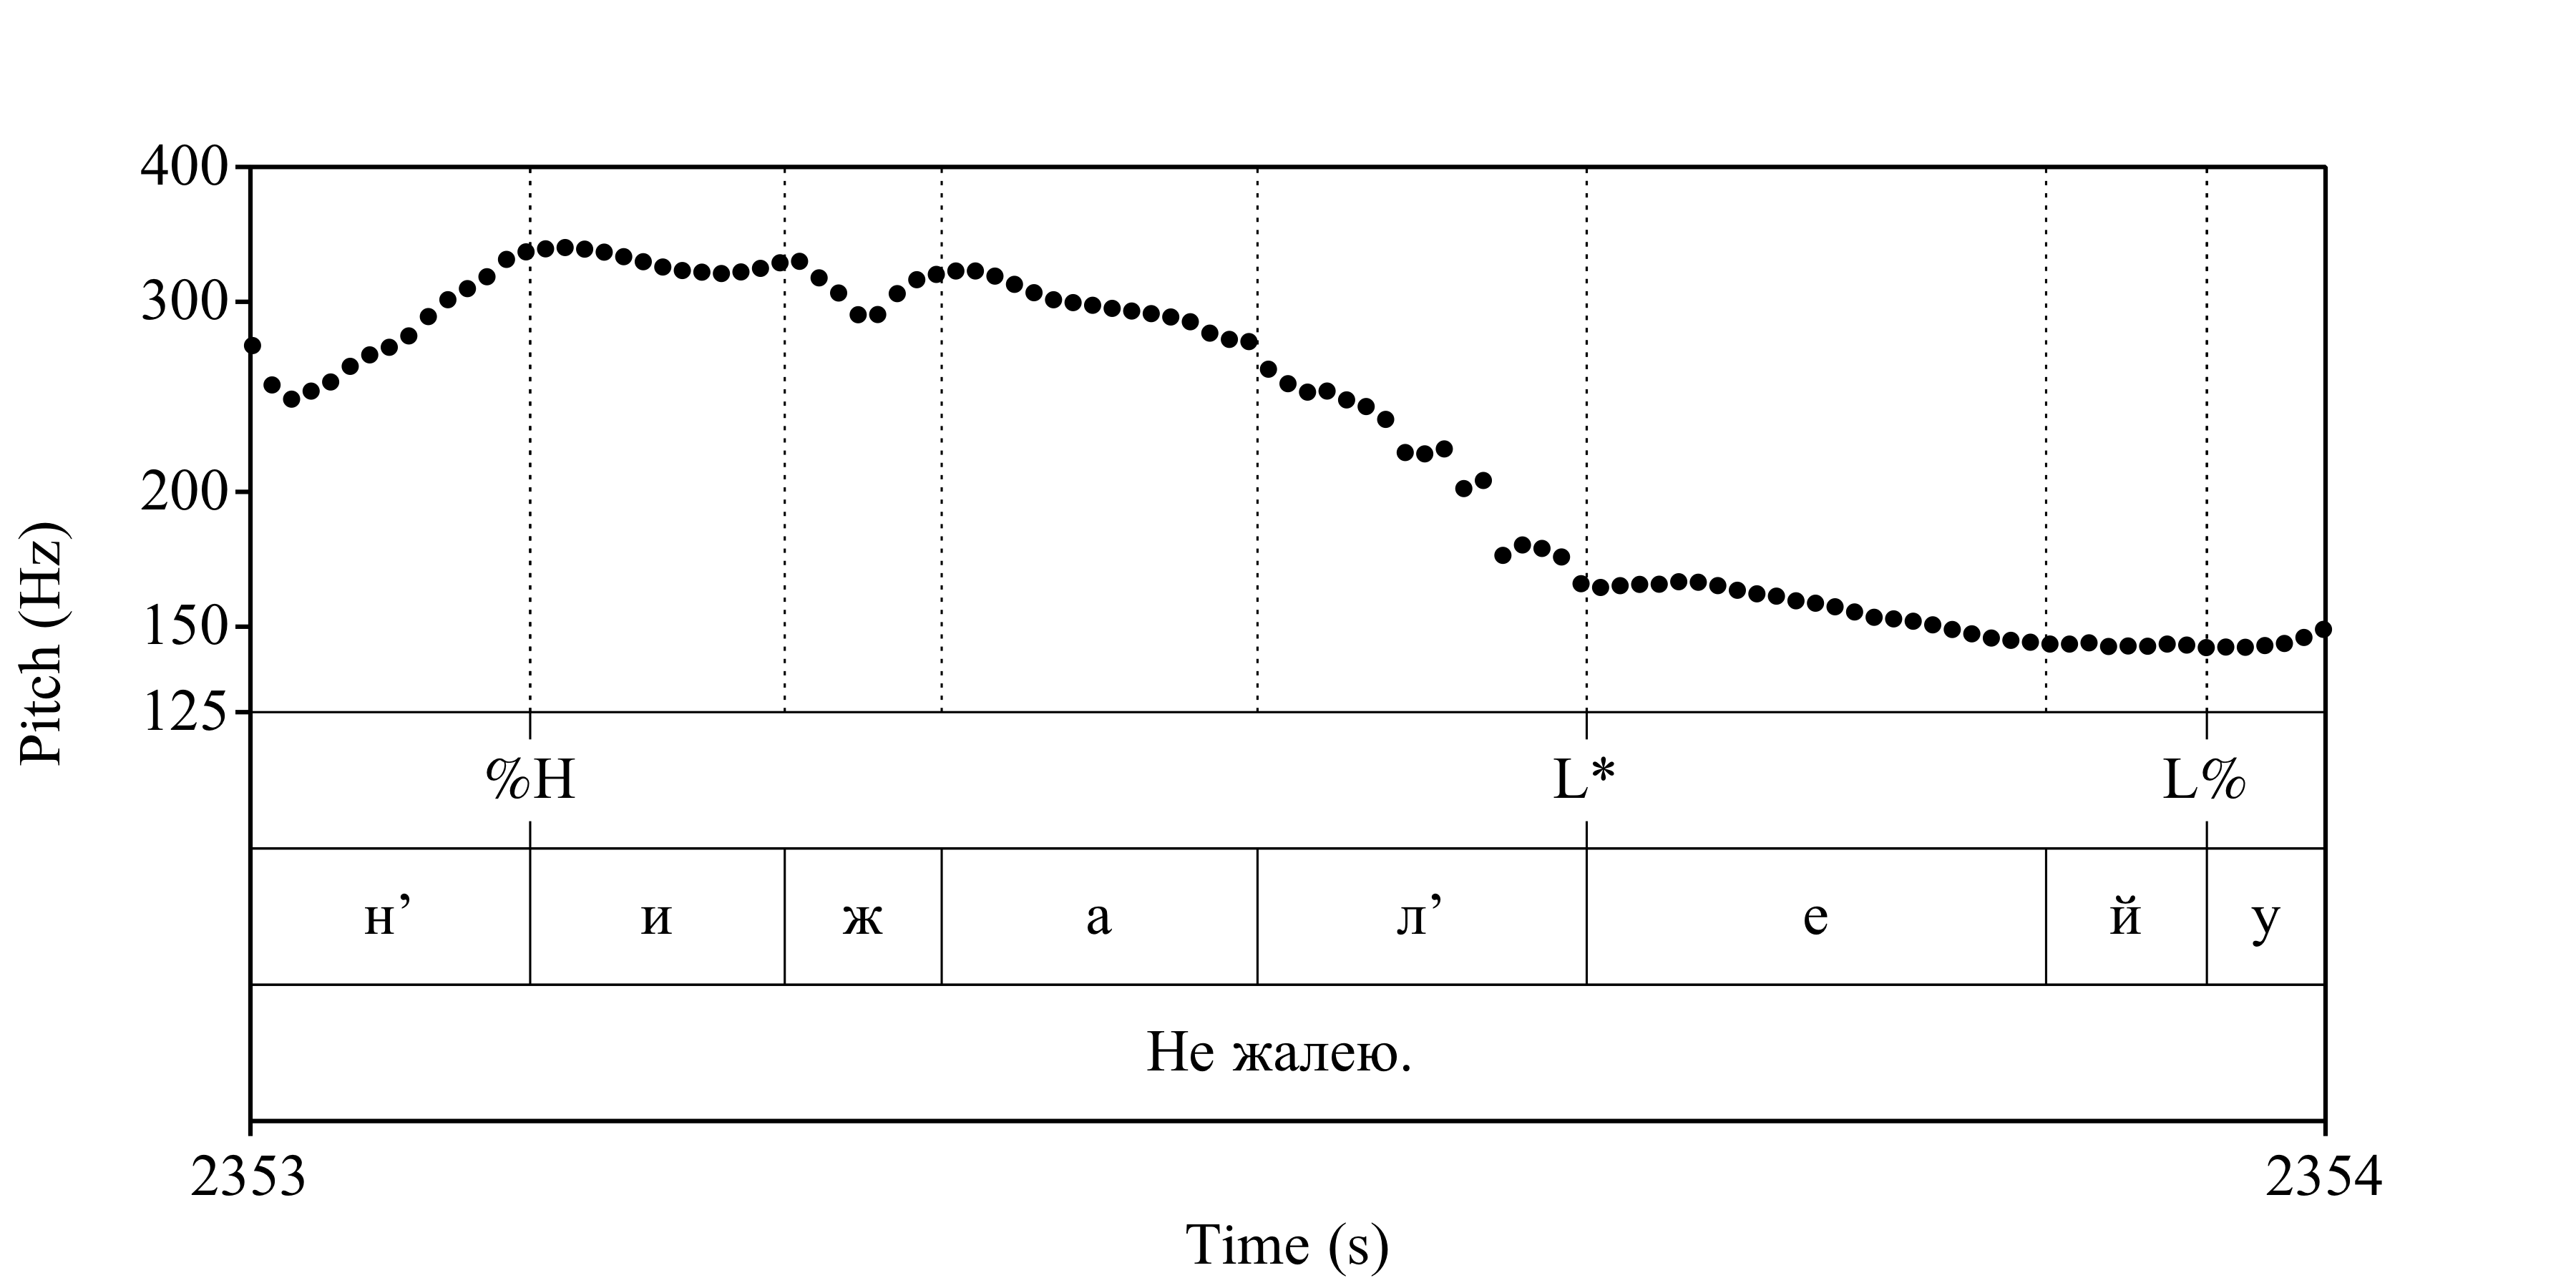 400
300
200
150
125
Pitch (Hz)
%H L* L%
н’ и ж а л’ е й у
Не жалею.
2353 2354
Time (s)